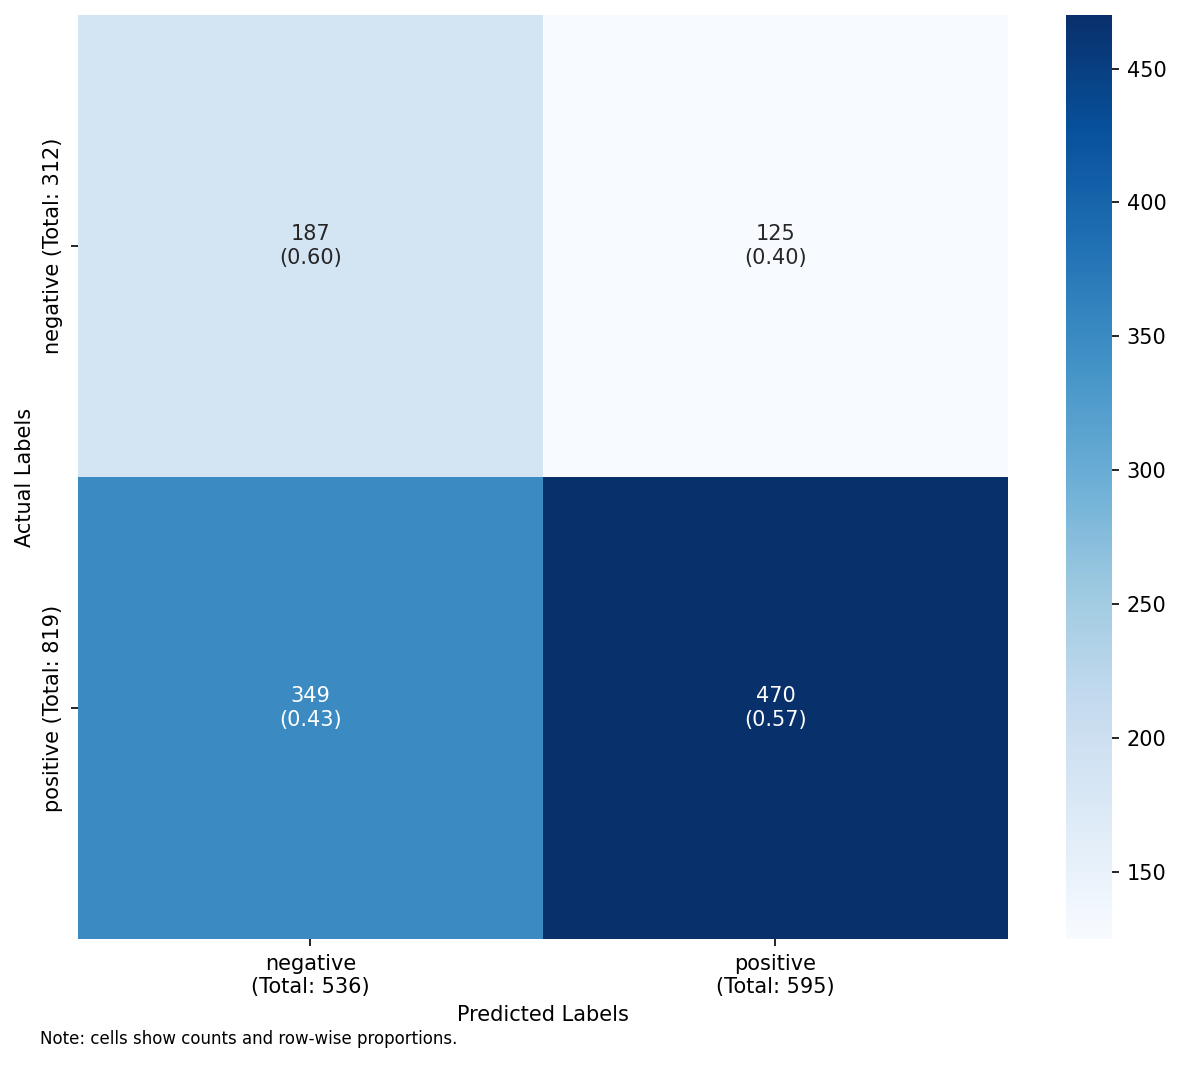 negative (Total: 312)
positive (Total: 819)
Actual Labels
187
(0.60)
125
(0.40)
349
(0.43)
470
(0.57)
450
400
350
300
250
200
150
negative
(Total: 536)
positive
(Total: 595)
Predicted Labels
Note: cells show counts and row-wise proportions.